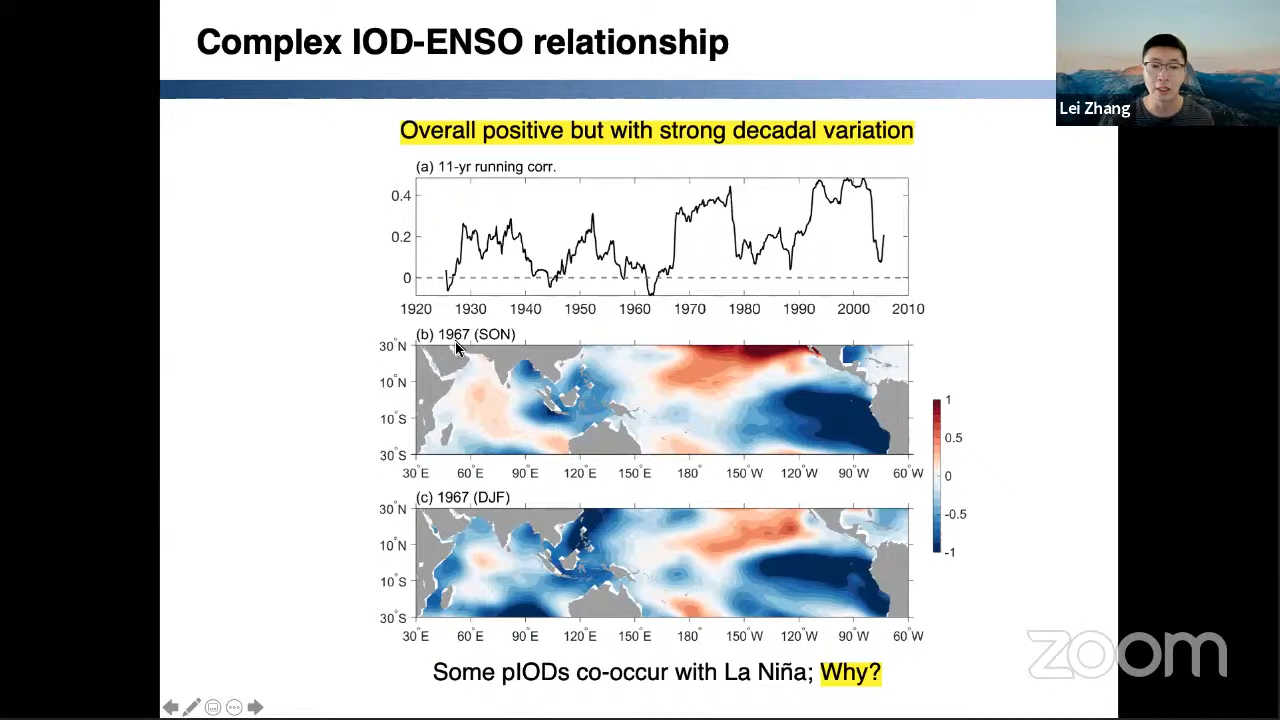 Complex IOD-ENSO relationship
Lei Zhang
Overall positive but with strong decadal variation
(a) 11-yr running corr.
0.4
0.2
0
1920 1930 1940 1950 1960 1970 1980 1990 2000 2010
(b) 1967 (SON)
30°N
10°N
10°S
30°S
30°E 60°E 90°E 120°E 150°E 180° 150°W 120°W 90°W 60°W
1
0.5
0
-0.5
-1
(c) 1967 (DJF)
30°N
10°N
10°S
30°S
30°E 60°E 90°E 120°E 150°E 180° 150°W 120°W 90°W 60°W
Some pIODs co-occur with La Niña; Why?
zoom